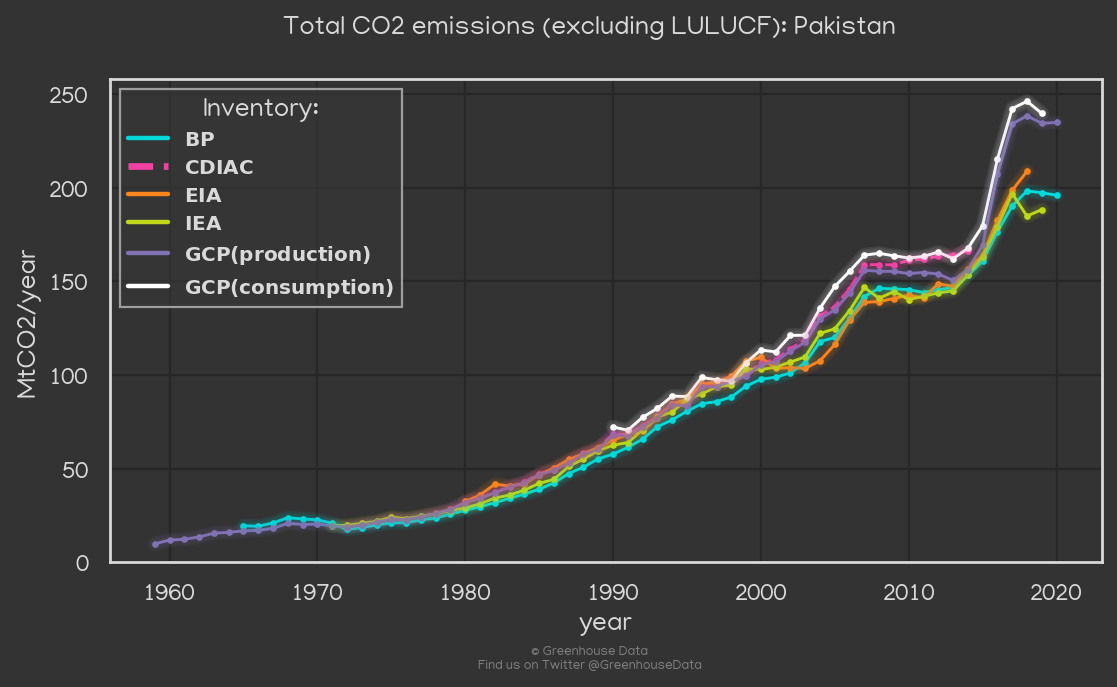 Total CO2 emissions (excluding LULUCF): Pakistan
250
200
150
100
50
0
MtCO2/year
Inventory:
BP
CDIAC
EIA
IEA
GCP(production)
GCP(consumption)
1960 1970 1980 1990 2000 2010 2020
year
© Greenhouse Data
Find us on Twitter @GreenhouseData